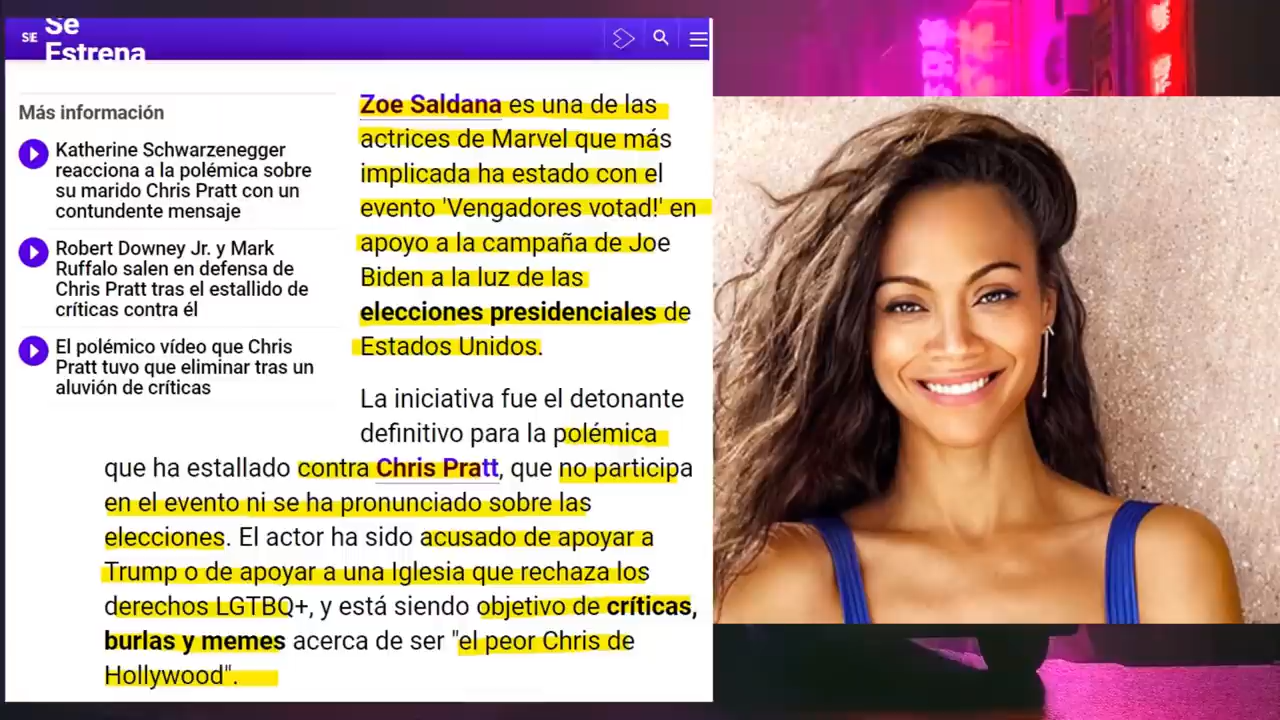 SE
Se
Estrena
Más información
Katherine Schwarzenegger
reacciona a la polémica sobre
su marido Chris Pratt con un
contundente mensaje
Robert Downey Jr. y Mark
Ruffalo salen en defensa de
Chris Pratt tras el estallido de
críticas contra él
El polémico vídeo que Chris
Pratt tuvo que eliminar tras un
aluvión de críticas
Zoe Saldana es una de las
actrices de Marvel que más
implicada ha estado con el
evento 'Vengadores votad!' en
apoyo a la campaña de Joe
Biden a la luz de las
elecciones presidenciales de
Estados Unidos.
La iniciativa fue el detonante
definitivo para la polémica
que ha estallado contra Chris Pratt, que no participa
en el evento ni se ha pronunciado sobre las
elecciones. El actor ha sido acusado de apoyar a
Trump o de apoyar a una Iglesia que rechaza los
derechos LGTBQ+, y está siendo objetivo de críticas,
burlas y memes acerca de ser "el peor Chris de
Hollywood".